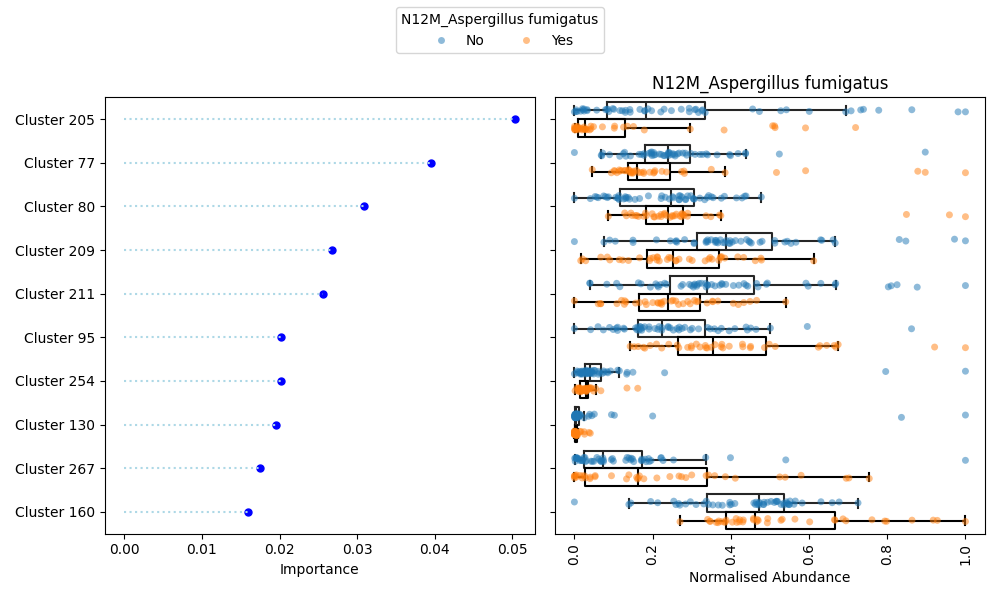 N12M_Aspergillus fumigatus
No Yes
N12M_Aspergillus fumigatus
Cluster 205
Cluster 77
Cluster 80
Cluster 209
Cluster 211
Cluster 95
Cluster 254
Cluster 130
Cluster 267
Cluster 160
0.00 0.01 0.02 0.03 0.04 0.05
Importance
0.0 0.2 0.4 0.6 0.8 1.0
Normalised Abundance